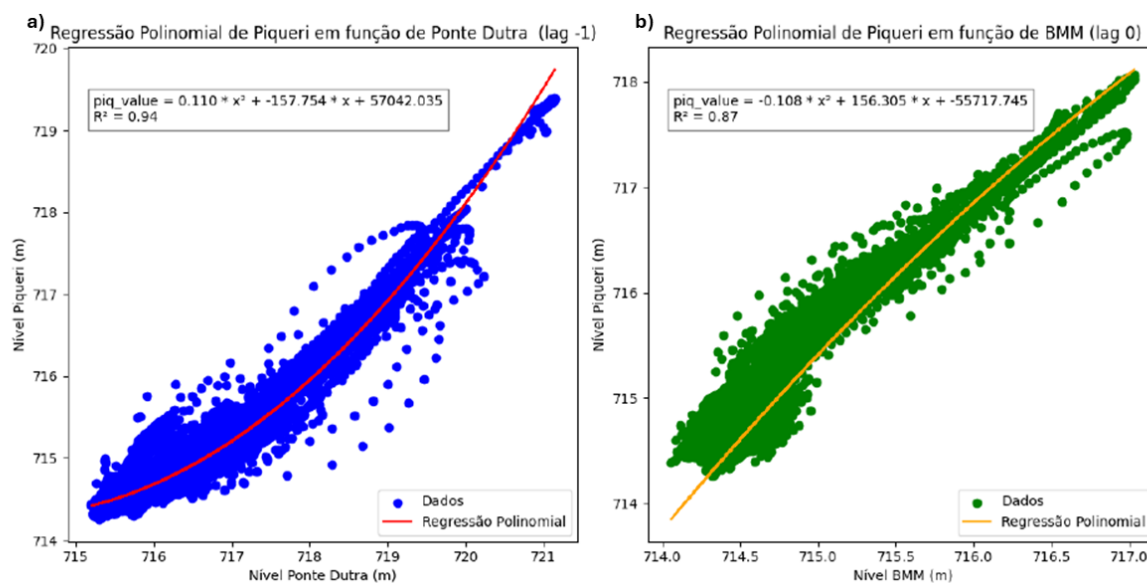 a)
Regressão Polinomial de Piqueri em função de Ponte Dutra (lag -1)
720
719
718
717
716
715
714
Nível Piqueri (m)
piq_value = 0.110 * x² + -157.754 * x + 57042.035
R² = 0.94
Dados
Regressão Polinomial
715 716 717 718 719 720 721
Nível Ponte Dutra (m)
b)
Regressão Polinomial de Piqueri em função de BMM (lag 0)
718
717
716
715
714
Nível Piqueri (m)
piq_value = -0.108 * x² + 156.305 * x + -55717.745
R² = 0.87
Dados
Regressão Polinomial
714.0 714.5 715.0 715.5 716.0 716.5 717.0
Nível BMM (m)